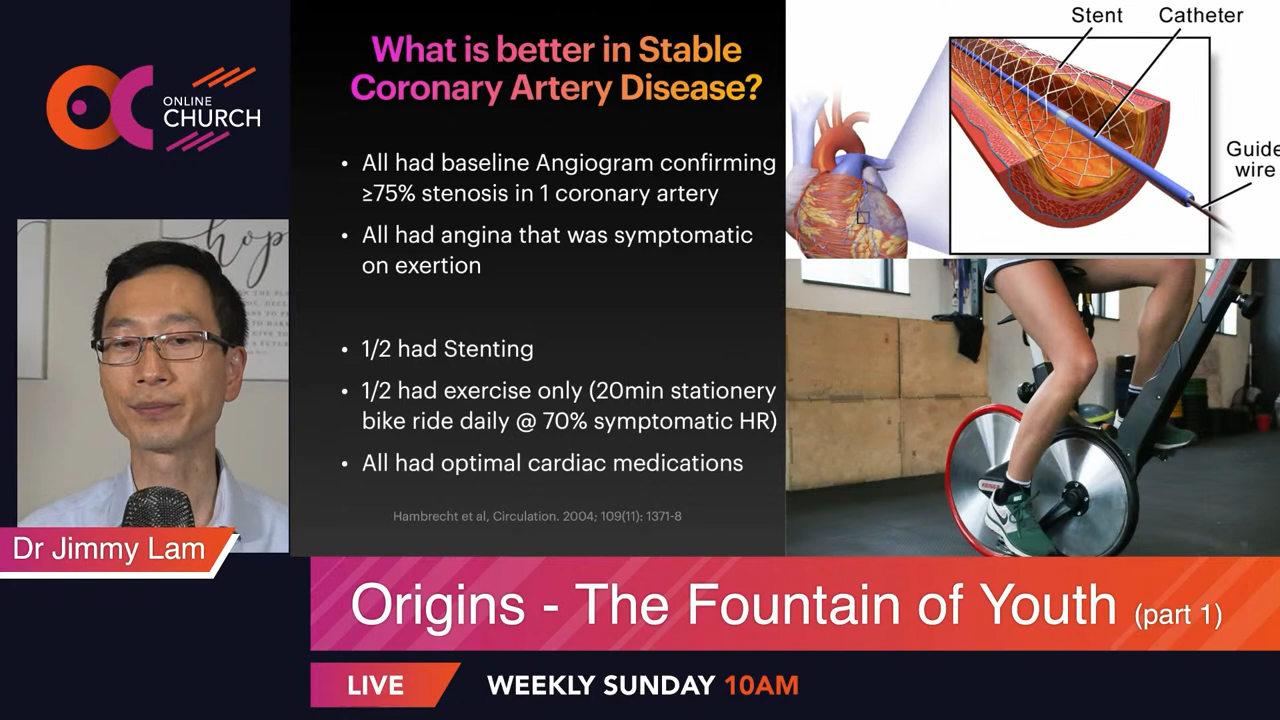 ONLINE
CHURCH
What is better in Stable
Coronary Artery Disease?
• All had baseline Angiogram confirming
≥75% stenosis in 1 coronary artery
• All had angina that was symptomatic
on exertion
• 1/2 had Stenting
• 1/2 had exercise only (20min stationery
bike ride daily @ 70% symptomatic HR)
• All had optimal cardiac medications
Hambrecht et al, Circulation. 2004; 109(11): 1371-8
Stent
Catheter
Guide
wire
hop
Dr Jimmy Lam
Origins - The Fountain of Youth (part 1)
LIVE
WEEKLY SUNDAY 10AM